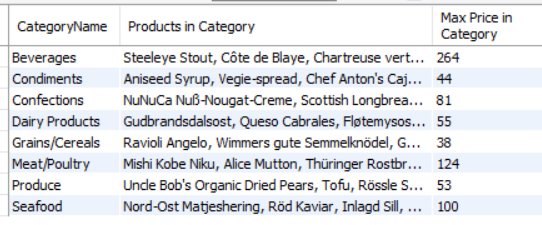 CategoryName Products in Category Max Price in Category
Beverages Steeleye Stout, Côte de Blaye, Chartreuse vert... 264
Condiments Aniseed Syrup, Vegie-spread, Chef Anton's Caj... 44
Confections NuNuCa Nuß-Nougat-Creme, Scottish Longbrea... 81
Dairy Products Gudbrandsdalsost, Queso Cabrales, Fløtemysos... 55
Grains/Cereals Ravioli Angelo, Wimmers gute Semmelknödel, G... 38
Meat/Poultry Mishi Kobe Niku, Alice Mutton, Thüringer Rostbr... 124
Produce Uncle Bob's Organic Dried Pears, Tofu, Rössle S... 53
Seafood Nord-Ost Matjeshering, Röd Kaviar, Inlagd Sill, ... 100